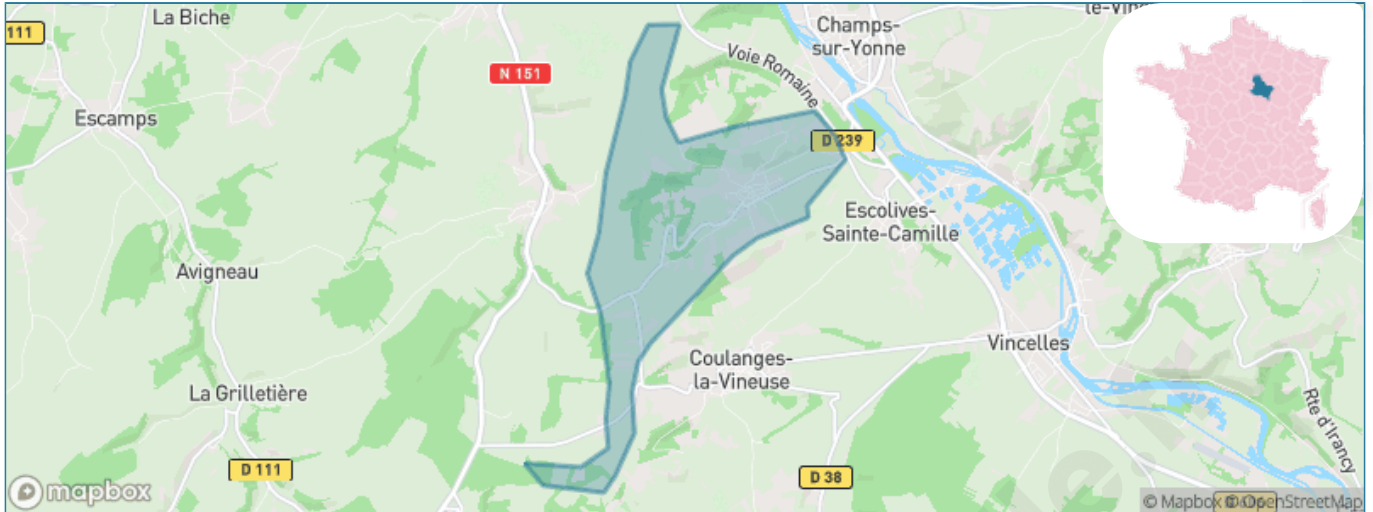 La Biche
111
N 151
Champs-
sur-Yonne
Voie Romaine
Escamps
D 239
Escolives-
Sainte-Camille
Avigneau
Vincelles
Coulanges-
la-Vineuse
La Grilletière
Rte d'Irancy
D 111
D 38
mapbox
© Mapbox © OpenStreetMap